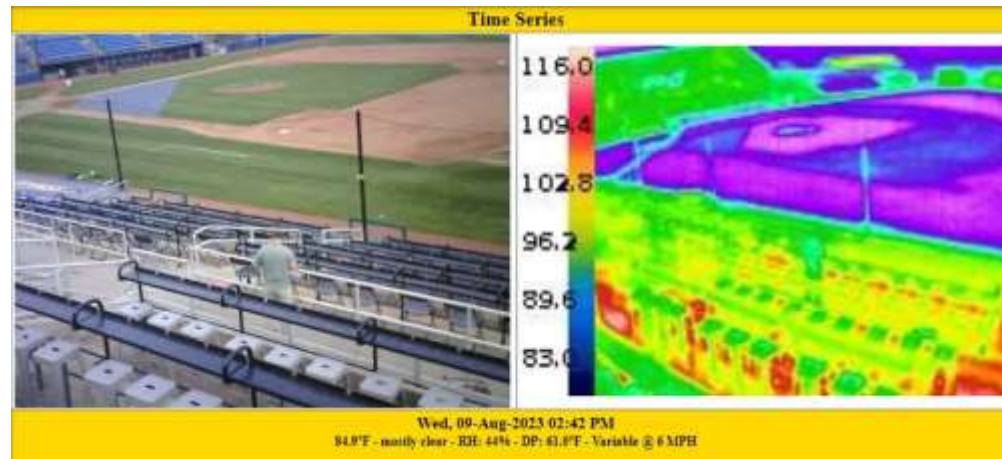 Time Series
116.0
109.4
102.8
96.2
89.6
83.0
Wed, 09-Aug-2023 02:42 PM
84.9°F - mostly clear - RH: 44% - DP: 61.0°F - Variable @ 6 MPH